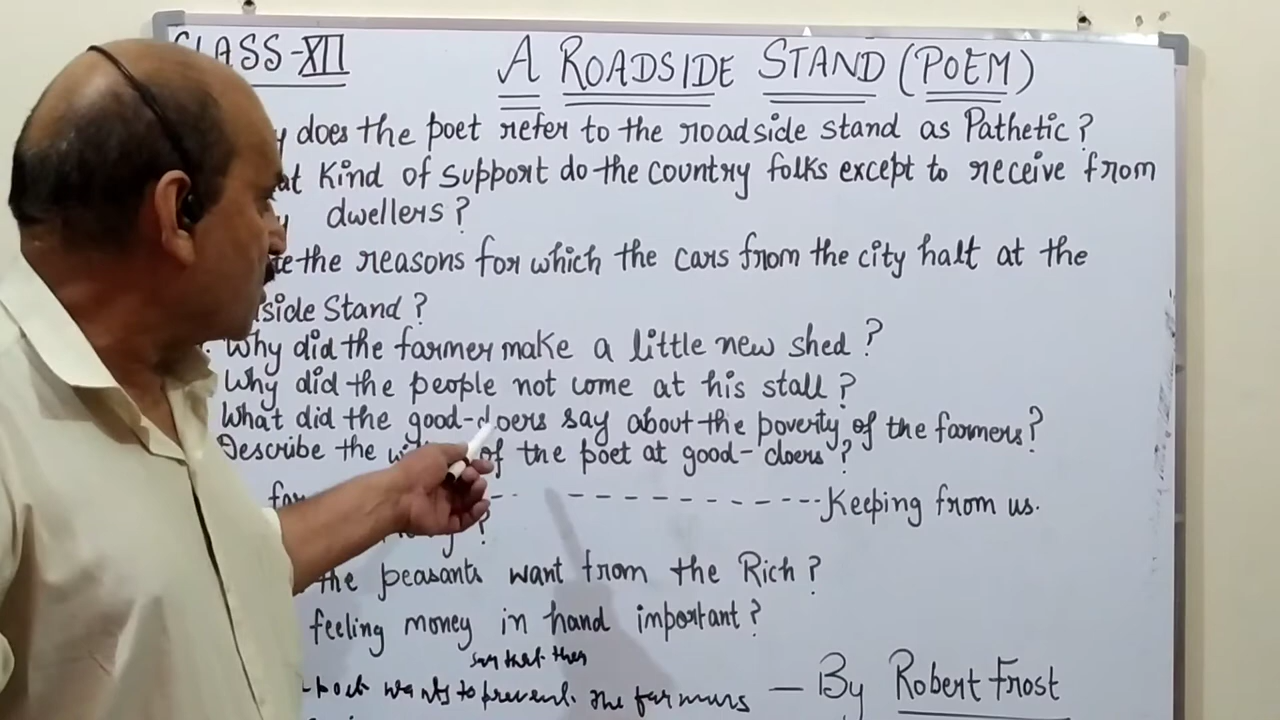 CLASS-XII
A ROADSIDE STAND (POEM)
does the poet refer to the roadside stand as Pathetic?
Kind of support do the country folks except to receive from
dwellers?
the reasons for which the cars from the city halt at the
side Stand?
Why did the farmer make a little new shed?
Why did the people not come at his stall?
What did the good-doers say about the poverty of the farmers?
Describe the of the poet at good-doers?
for - - - - - - - - - - - Keeping from us.
?
the peasants want from the Rich?
feeling money in hand important?
say that they
wants to prevent the farmers
- By Robert Frost